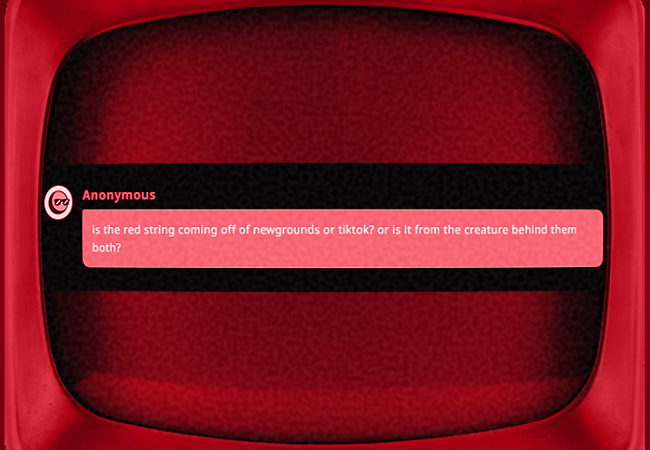 Anonymous
is the red string coming off of newgrounds or tiktok? or is it from the creature behind them
both?